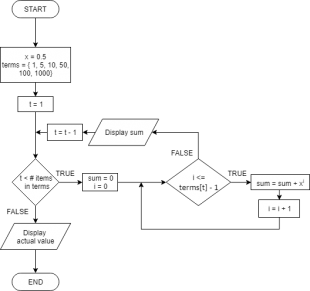 START
x = 0.5
terms = { 1, 5, 10, 50,
100, 1000}
t = 1
t = t - 1
Display sum
FALSE
t < # items
in terms
TRUE
sum = 0
i = 0
i <=
terms[t] - 1
TRUE
sum = sum + xⁱ
i = i + 1
FALSE
Display
actual value
END